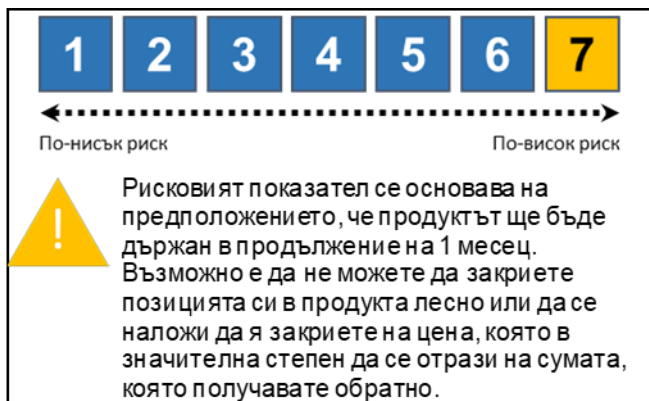 1 2 3 4 5 6 7
По-нисък риск По-висок риск
!
Рисковият показател се основава на
предположението, че продуктът ще бъде
държан в продължение на 1 месец.
Възможно е да не можете да закриете
позицията си в продукта лесно или да се
наложи да я закриете на цена, която в
значителна степен да се отрази на сумата,
която получавате обратно.